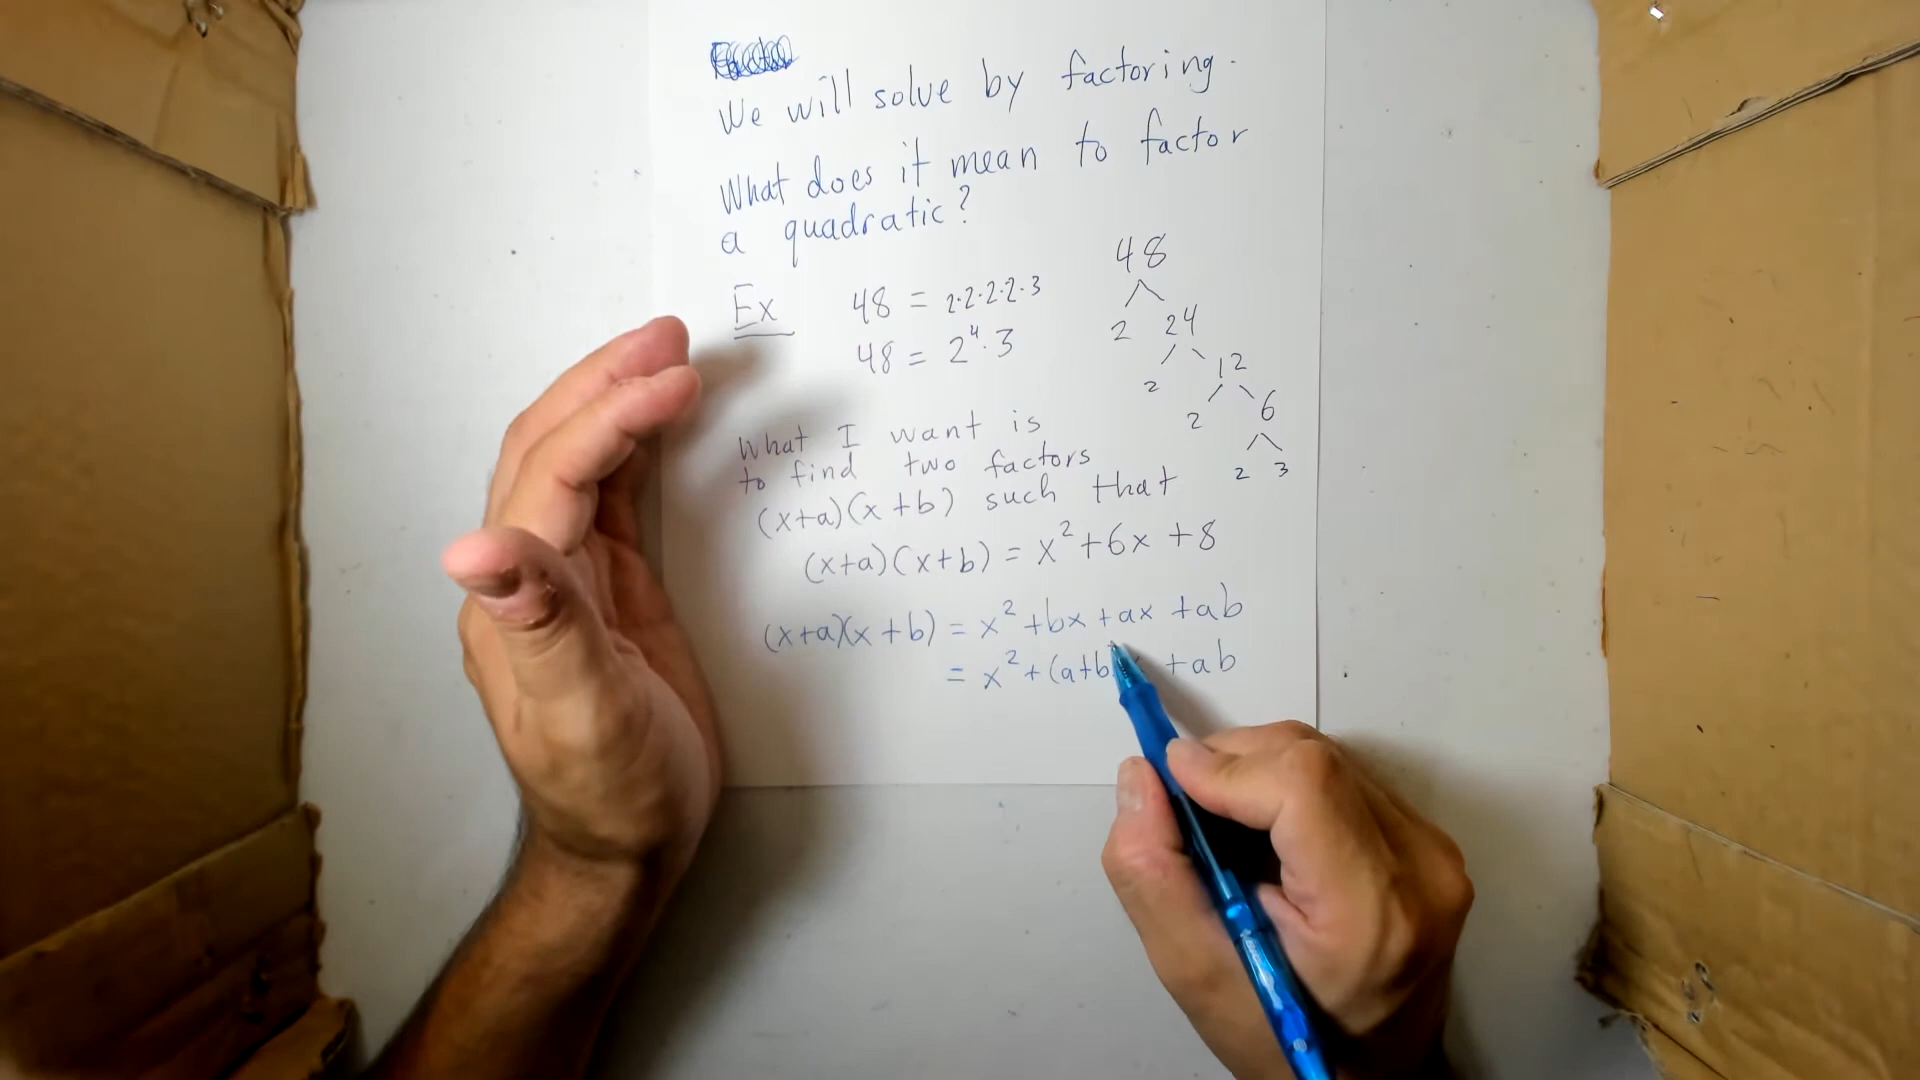 We will solve by factoring.
What does it mean to factor
a quadratic?
Ex 48 = 2·2·2·2·3
48 = 2⁴·3
48
2 24
2 12
2 6
2 3
What I want is
to find two factors
(x+a)(x+b) such that
(x+a)(x+b) = x²+6x+8
(x+a)(x+b) = x²+bx+ax+ab
= x²+(a+b) +ab